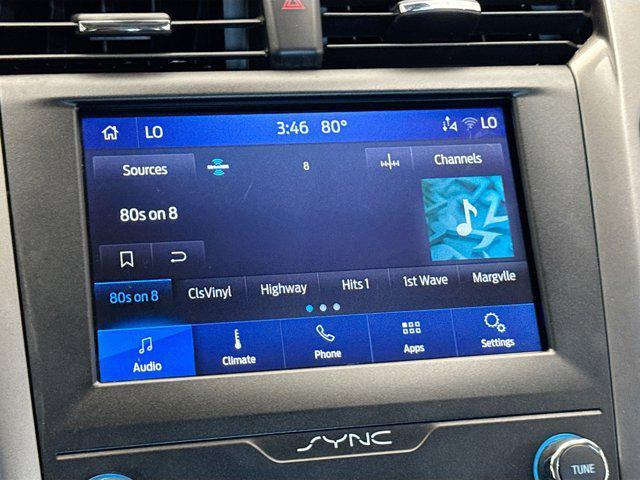 LO 3:46 80° LO
Sources 8 Channels
80s on 8
80s on 8 ClsVinyl Highway Hits 1 1st Wave Margvlle
Audio Climate Phone Apps Settings
SYNC
TUNE